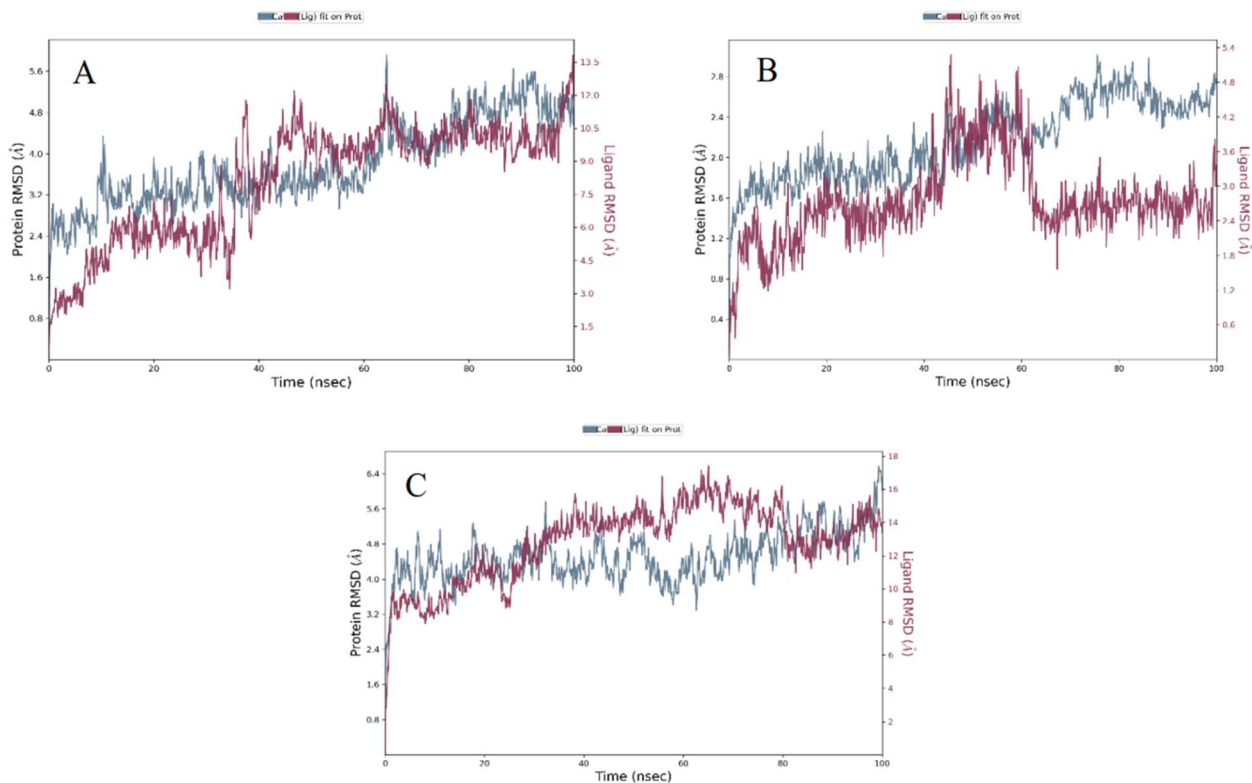 Cα (Lig) fit on Prot
A
Protein RMSD (Å)
5.6
4.8
4.0
3.2
2.4
1.6
0.8
13.5
12.0
10.5
9.0
7.5
6.0
4.5
3.0
1.5
Ligand RMSD (Å)
0 20 40 60 80 100
Time (nsec)
Cα (Lig) fit on Prot
B
Protein RMSD (Å)
2.8
2.4
2.0
1.6
1.2
0.8
0.4
5.4
4.8
4.2
3.6
3.0
2.4
1.8
1.2
0.6
Ligand RMSD (Å)
0 20 40 60 80 100
Time (nsec)
Cα (Lig) fit on Prot
C
Protein RMSD (Å)
6.4
5.6
4.8
4.0
3.2
2.4
1.6
0.8
18
16
14
12
10
8
6
4
2
Ligand RMSD (Å)
0 20 40 60 80 100
Time (nsec)